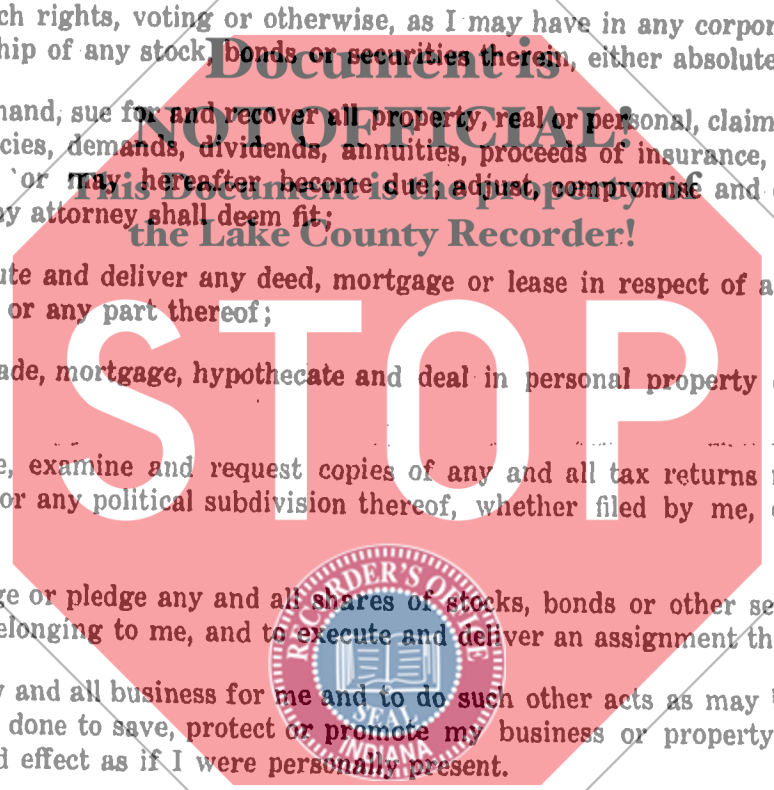 ch rights, voting or otherwise, as I may have in any corpor
hip of any stock, bonds or securities therein, either absolute
Document is
NOT OFFICIAL!
This Document is the property of
the Lake County Recorder!
mand, sue for and recover all property, real or personal, claim
cies, demands, dividends, annuities, proceeds of insurance,
or may hereafter become due; adjust, compromise and
y attorney shall deem fit;
ute and deliver any deed, mortgage or lease in respect of a
or any part thereof;
STOP
ade, mortgage, hypothecate and deal in personal property
e, examine and request copies of any and all tax returns
or any political subdivision thereof, whether filed by me,
ge or pledge any and all shares of stocks, bonds or other se
elonging to me, and to execute and deliver an assignment th
y and all business for me and to do such other acts as may
done to save, protect or promote my business or property
d effect as if I were personally present.
RECORDER'S OFFICE
SEAL
INDIANA